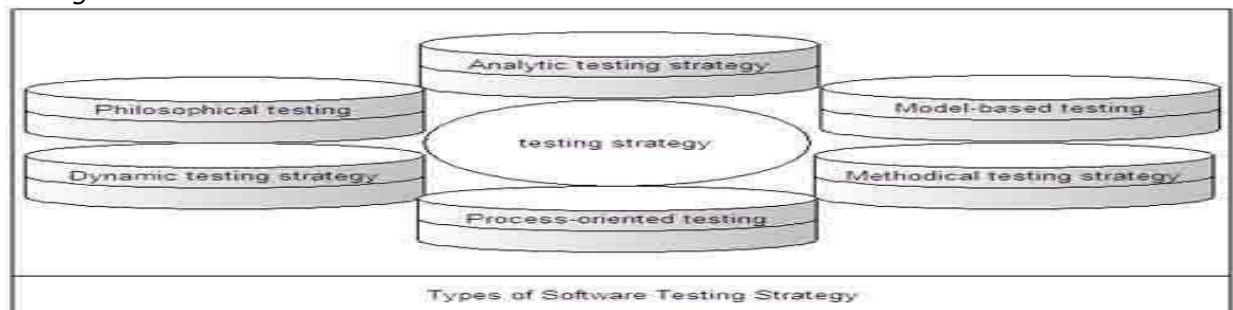 Analytic testing strategy
Philosophical testing
Model-based testing
testing strategy
Dynamic testing strategy
Methodical testing strategy
Process-oriented testing
Types of Software Testing Strategy